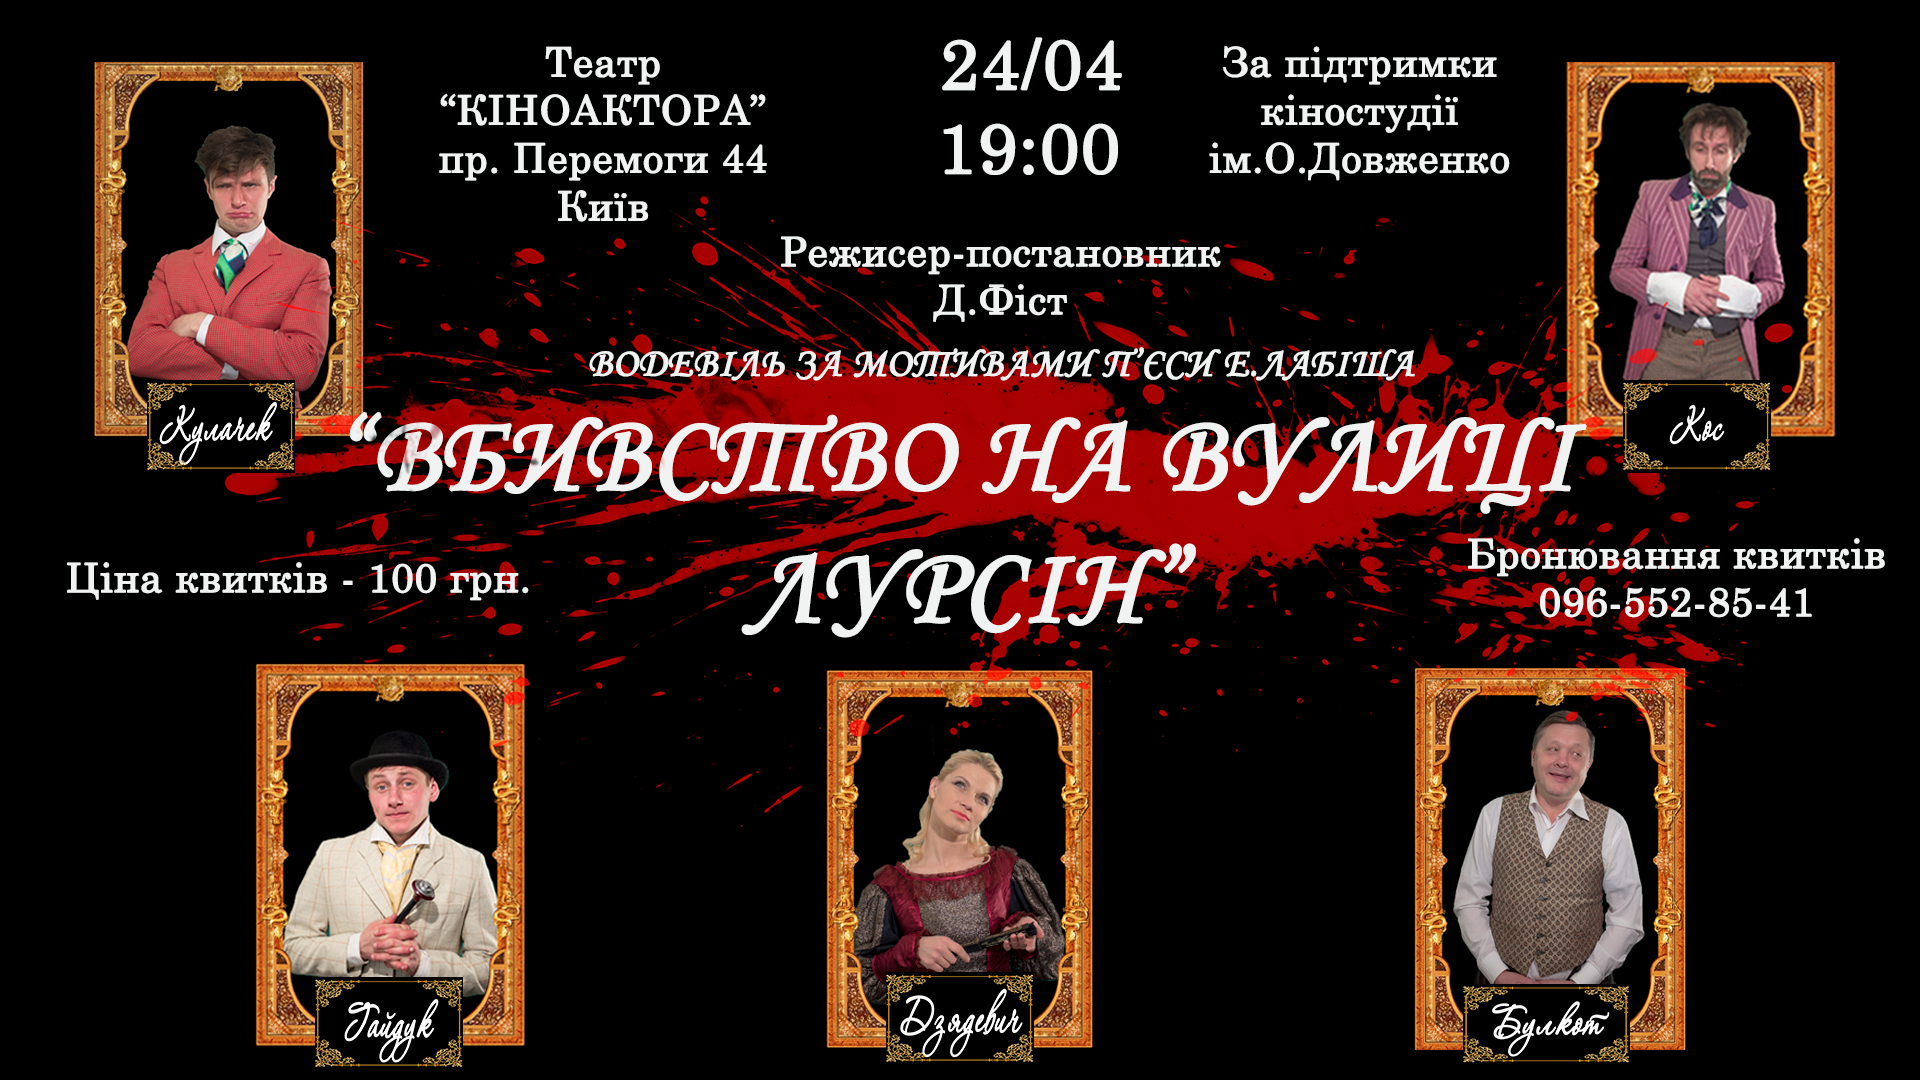 Театр
“КІНОАКТОРА”
пр. Перемоги 44
Київ
24/04
19:00
За підтримки
кіностудії
ім.О.Довженко
Режисер-постановник
Д.Фіст
ВОДЕВІЛЬ ЗА МОТИВАМИ П’ЄСИ Е.ЛАБІША
“ВБИВСТВО НА ВУЛИЦІ
ЛУРСІН”
Кулачек
Кос
Ціна квитків - 100 грн.
Бронювання квитків
096-552-85-41
Гайдук
Дзядевич
Булкот